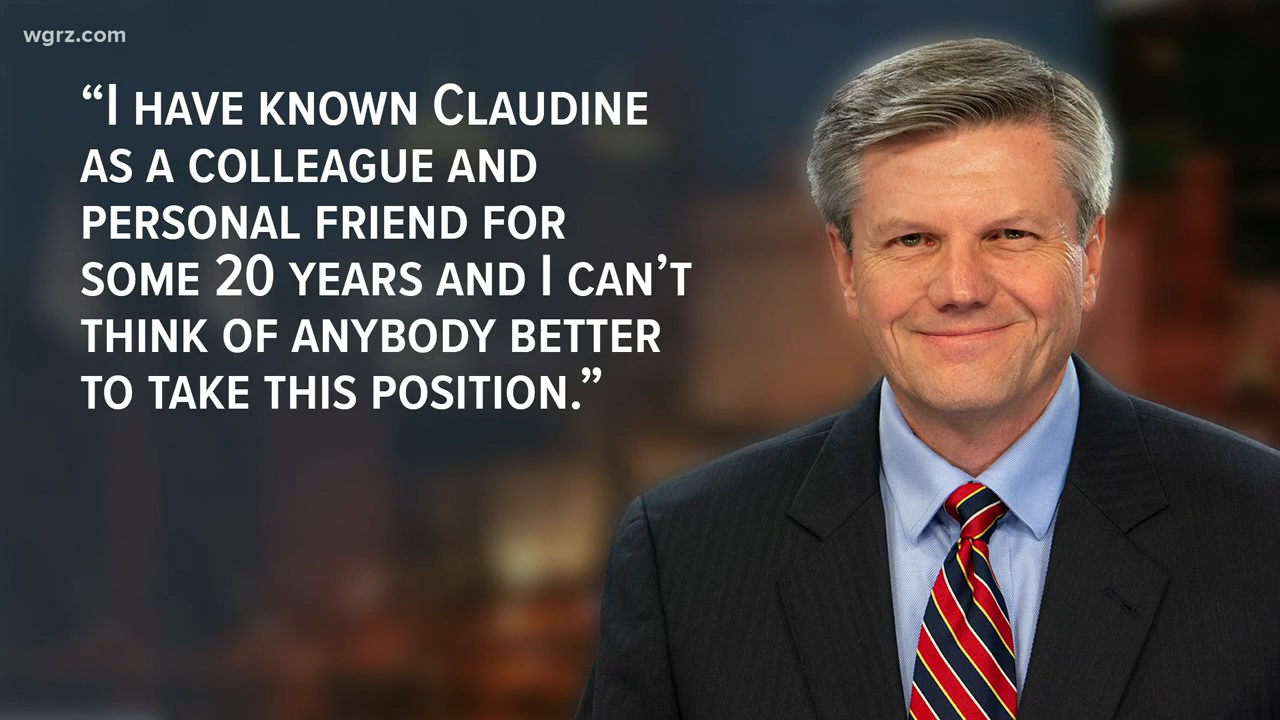 wgrz.com
“I HAVE KNOWN CLAUDINE
AS A COLLEAGUE AND
PERSONAL FRIEND FOR
SOME 20 YEARS AND I CAN’T
THINK OF ANYBODY BETTER
TO TAKE THIS POSITION.”